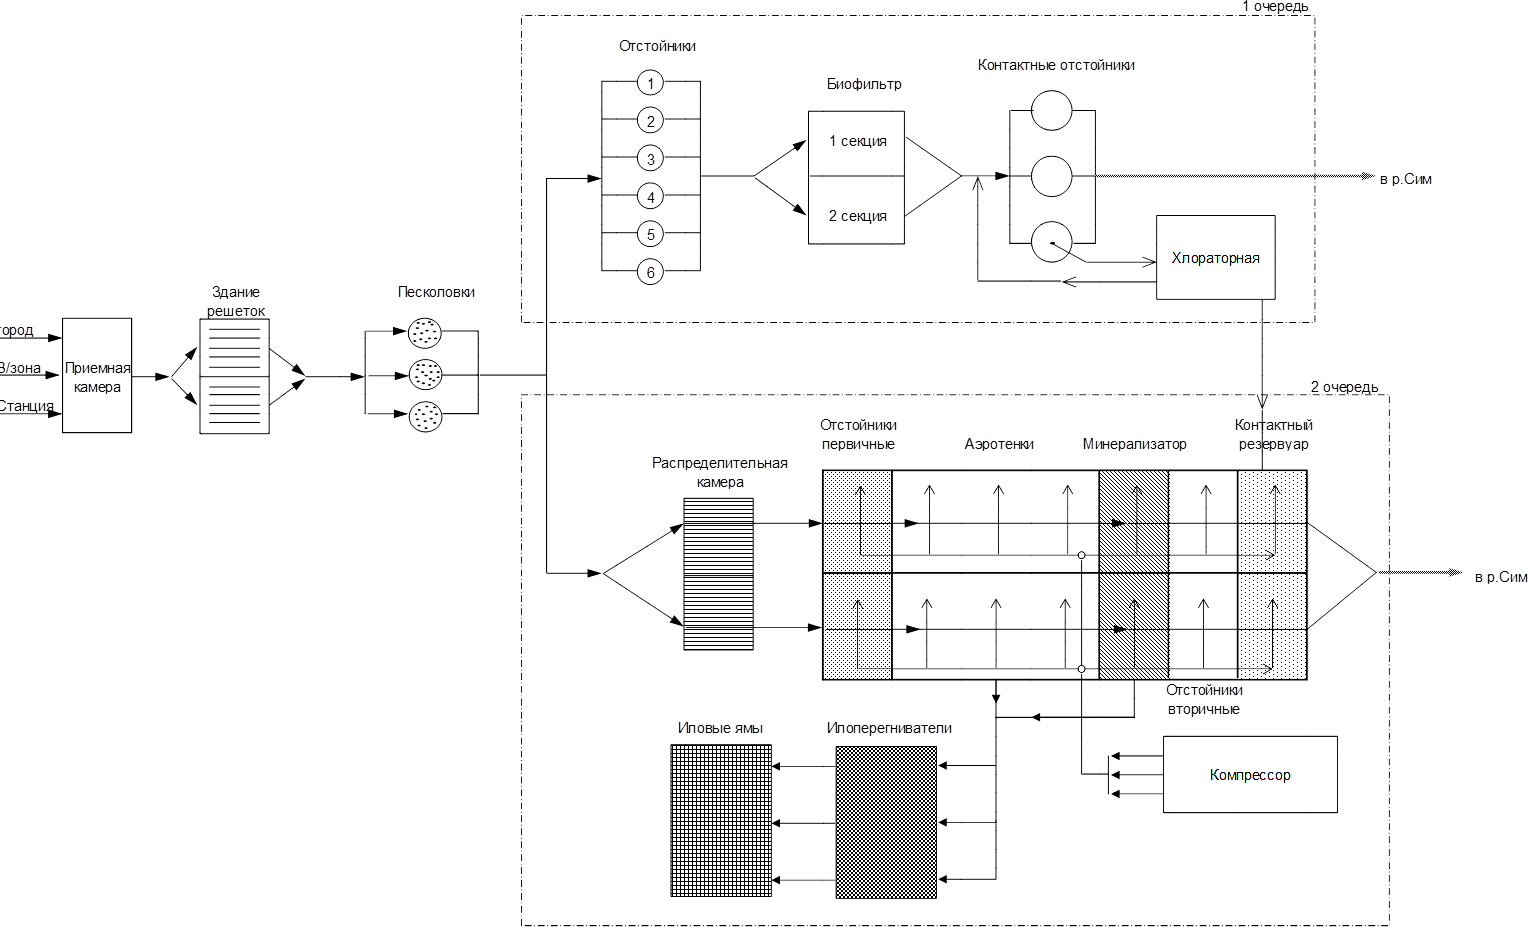 1 очередь
Отстойники
Контактные отстойники
Биофильтр
1
2
3
4
5
6
1 секция
2 секция
в р.Сим
Хлораторная
Здание
решеток
Песколовки
город
В/зона
Станция
Приемная
камера
2 очередь
Отстойники
первичные
Аэротенки
Минерализатор
Контактный
резервуар
Распределительная
камера
в р.Сим
Отстойники
вторичные
Иловые ямы
Илоперегниватели
Компрессор